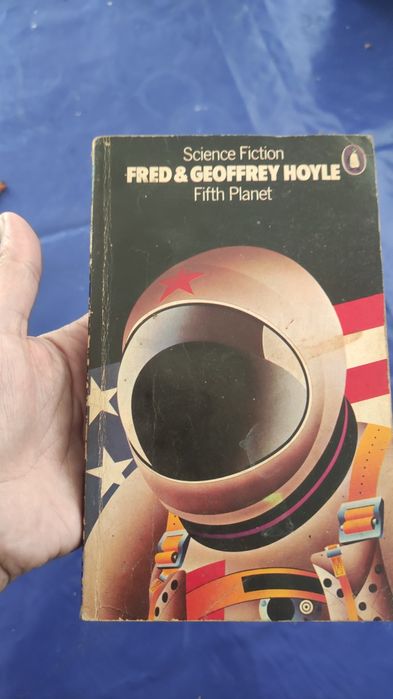 Science Fiction
FRED & GEOFFREY HOYLE
Fifth Planet